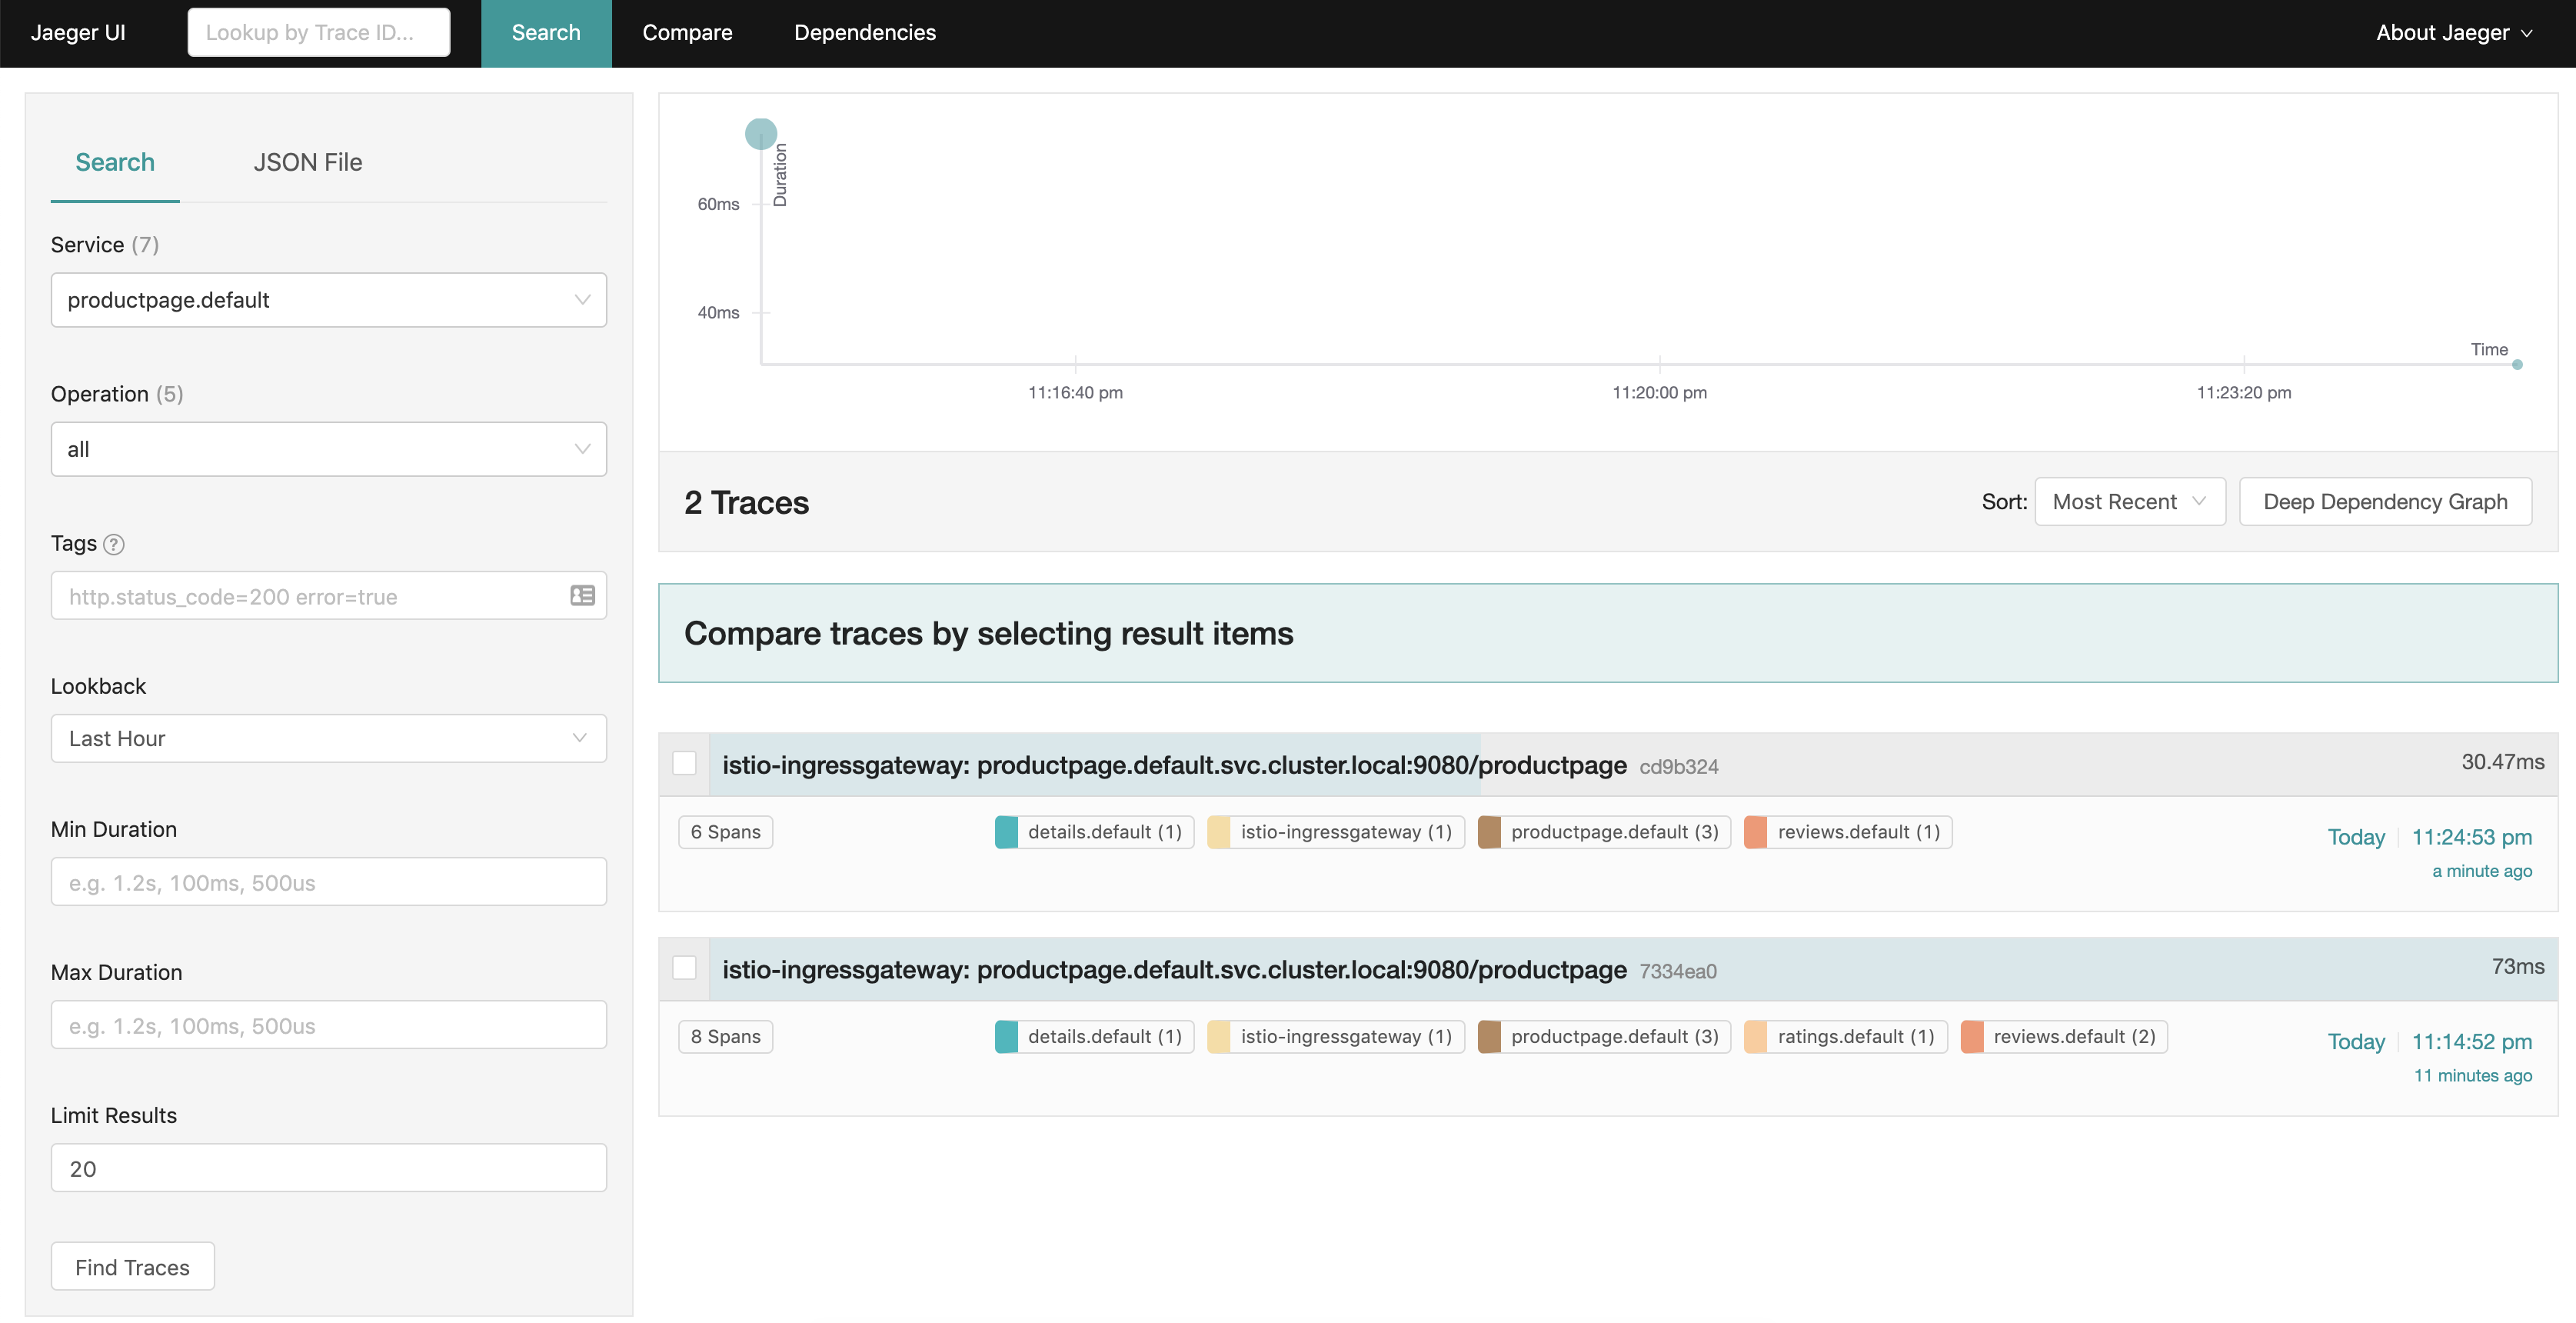 Jaeger UI
Lookup by Trace ID...
Search
Compare
Dependencies
About Jaeger
Search
JSON File
Service (7)
productpage.default
Operation (5)
all
Tags ?
http.status_code=200 error=true
Lookback
Last Hour
Min Duration
e.g. 1.2s, 100ms, 500us
Max Duration
e.g. 1.2s, 100ms, 500us
Limit Results
20
Find Traces
Duration
60ms
40ms
Time
11:16:40 pm
11:20:00 pm
11:23:20 pm
2 Traces
Sort: Most Recent
Deep Dependency Graph
Compare traces by selecting result items
istio-ingressgateway: productpage.default.svc.cluster.local:9080/productpage cd9b324
30.47ms
6 Spans
details.default (1)
istio-ingressgateway (1)
productpage.default (3)
reviews.default (1)
Today 11:24:53 pm
a minute ago
istio-ingressgateway: productpage.default.svc.cluster.local:9080/productpage 7334ea0
73ms
8 Spans
details.default (1)
istio-ingressgateway (1)
productpage.default (3)
ratings.default (1)
reviews.default (2)
Today 11:14:52 pm
11 minutes ago